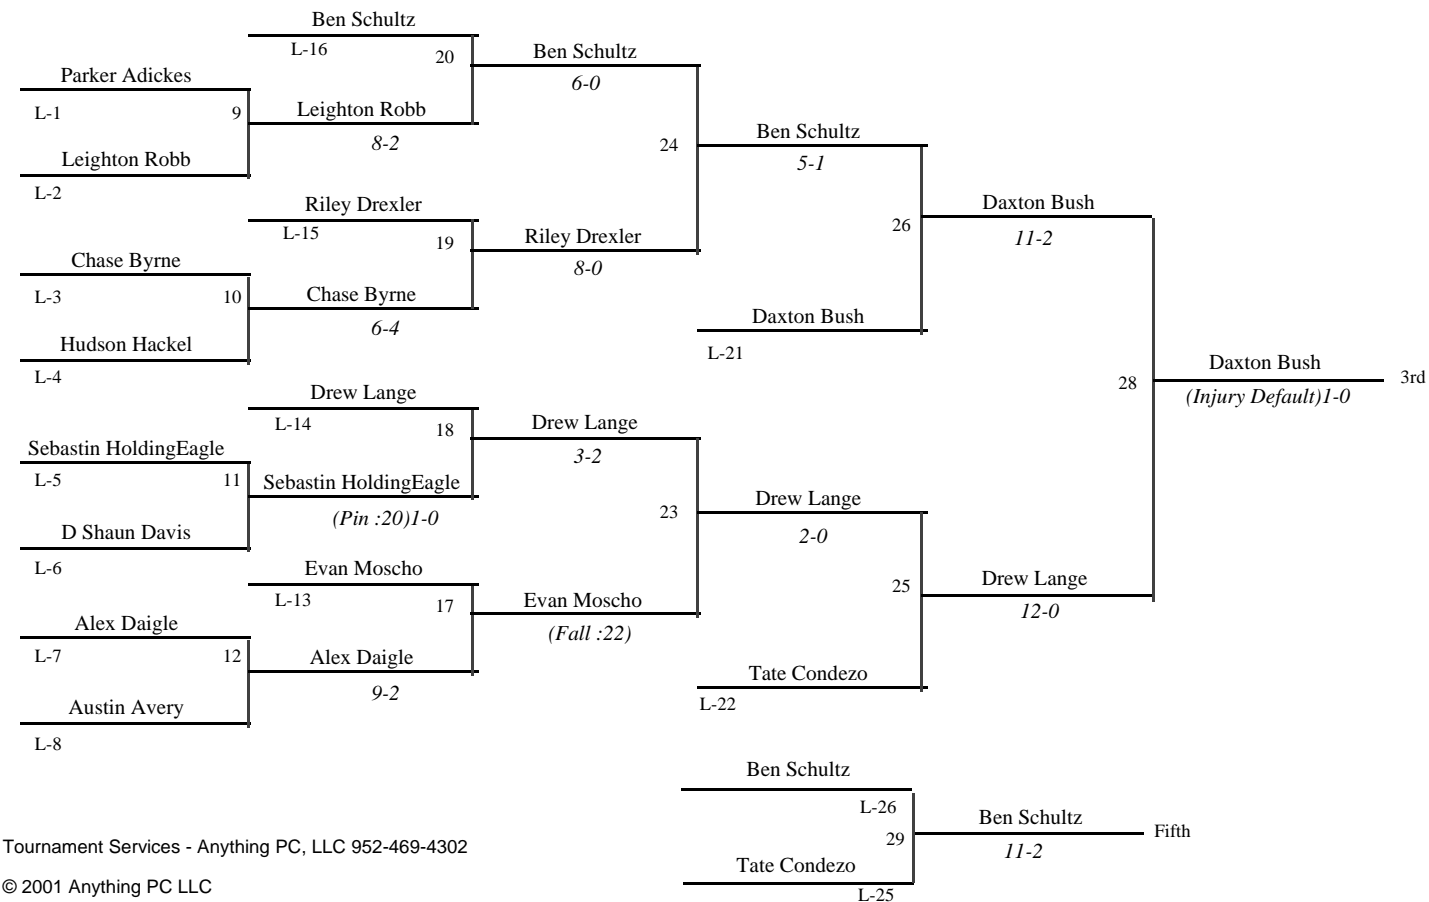 Ben Schultz
L-16
20
Ben Schultz
6-0
Parker Adickes
L-1
9
Leighton Robb
8-2
Leighton Robb
L-2
24
Ben Schultz
5-1
Riley Drexler
L-15
19
Riley Drexler
8-0
Chase Byrne
L-3
10
Chase Byrne
6-4
Hudson Hackel
L-4
26
Daxton Bush
11-2
Daxton Bush
L-21
28
Daxton Bush
(Injury Default)1-0
3rd
Drew Lange
L-14
18
Drew Lange
3-2
Sebastin HoldingEagle
L-5
11
Sebastin HoldingEagle
(Pin :20)1-0
D Shaun Davis
L-6
23
Drew Lange
2-0
Evan Moscho
L-13
17
Evan Moscho
(Fall :22)
Alex Daigle
L-7
12
Alex Daigle
9-2
Austin Avery
L-8
25
Drew Lange
12-0
Tate Condezo
L-22
Ben Schultz
L-26
29
Ben Schultz
11-2
Fifth
Tate Condezo
L-25
Tournament Services - Anything PC, LLC 952-469-4302
© 2001 Anything PC LLC